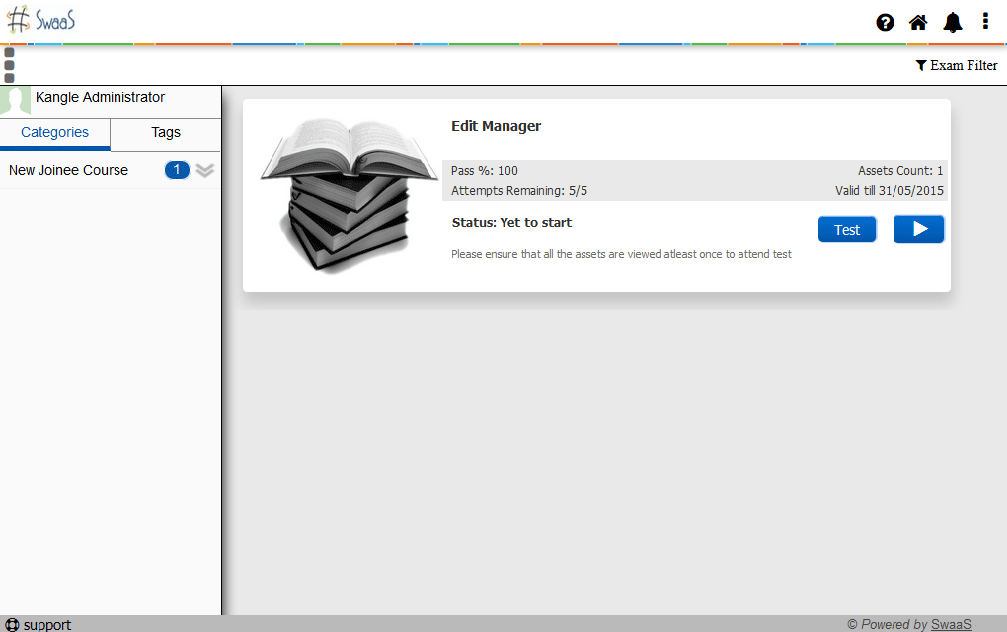 SwaaS
Exam Filter
Kangle Administrator
Categories Tags
New Joinee Course 1
Edit Manager
Pass %: 100 Assets Count: 1
Attempts Remaining: 5/5 Valid till 31/05/2015
Status: Yet to start
Test
Please ensure that all the assets are viewed atleast once to attend test
support © Powered by SwaaS